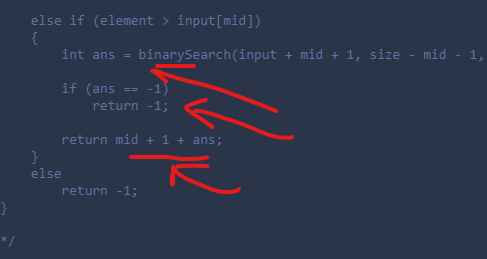 else if (element > input[mid])
{
int ans = binarySearch(input + mid + 1, size - mid - 1,
if (ans == -1)
return -1;
return mid + 1 + ans;
}
else
return -1;
}
*/